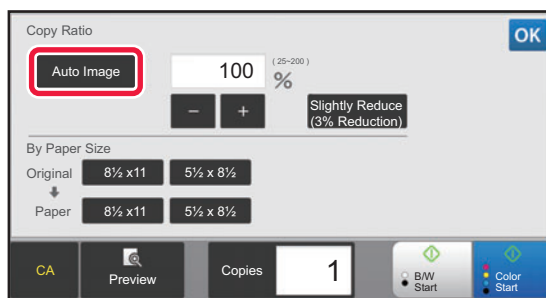 Copy Ratio
OK
Auto Image
100
(25~200)
%
− +
Slightly Reduce
(3% Reduction)
By Paper Size
Original 8½ x11 5½ x 8½
Paper 8½ x11 5½ x 8½
CA
Preview
Copies 1
B/W
Start
Color
Start